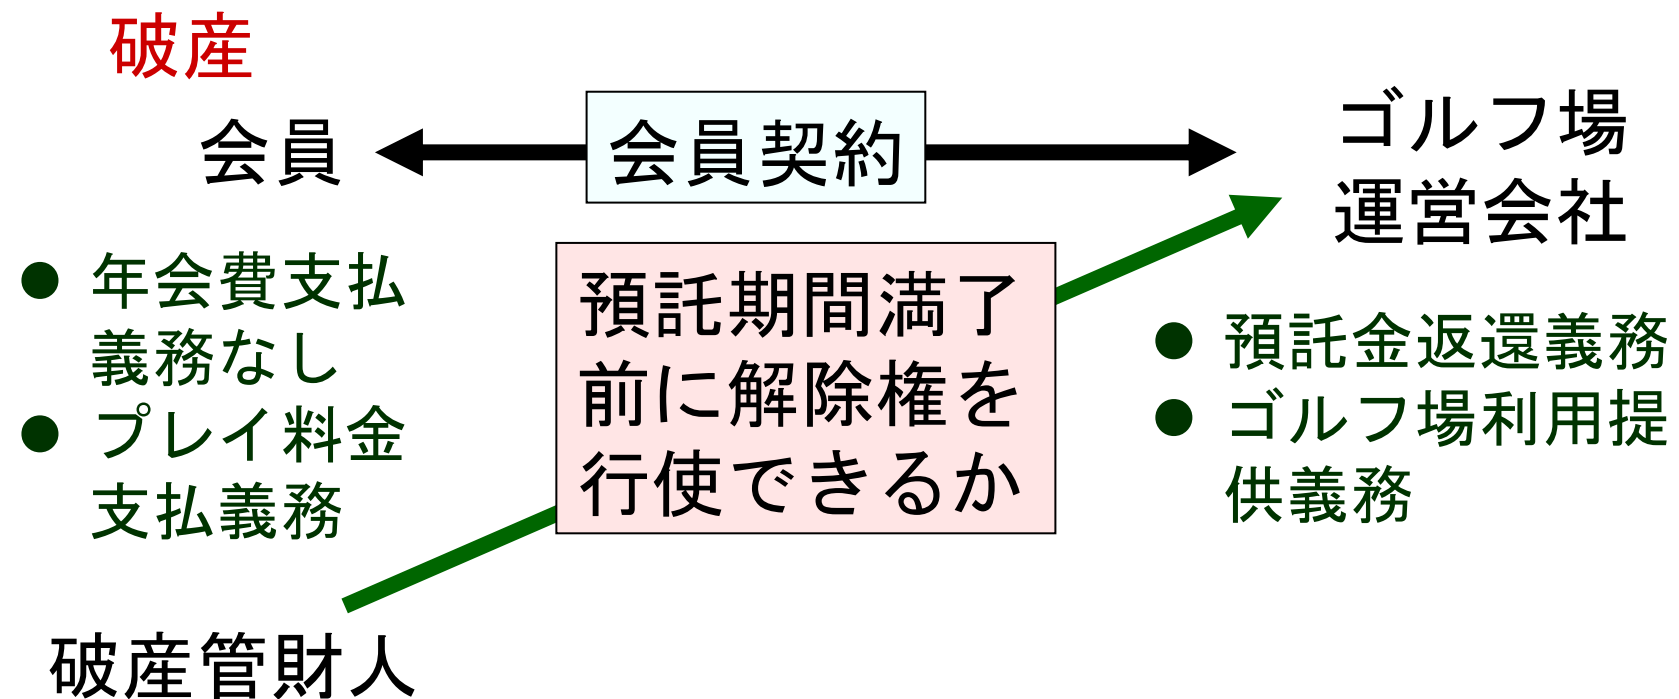 破産
会員
会員契約
ゴルフ場
運営会社
● 年会費支払
義務なし
● プレイ料金
支払義務
預託期間満了
前に解除権を
行使できるか
● 預託金返還義務
● ゴルフ場利用提
供義務
破産管財人